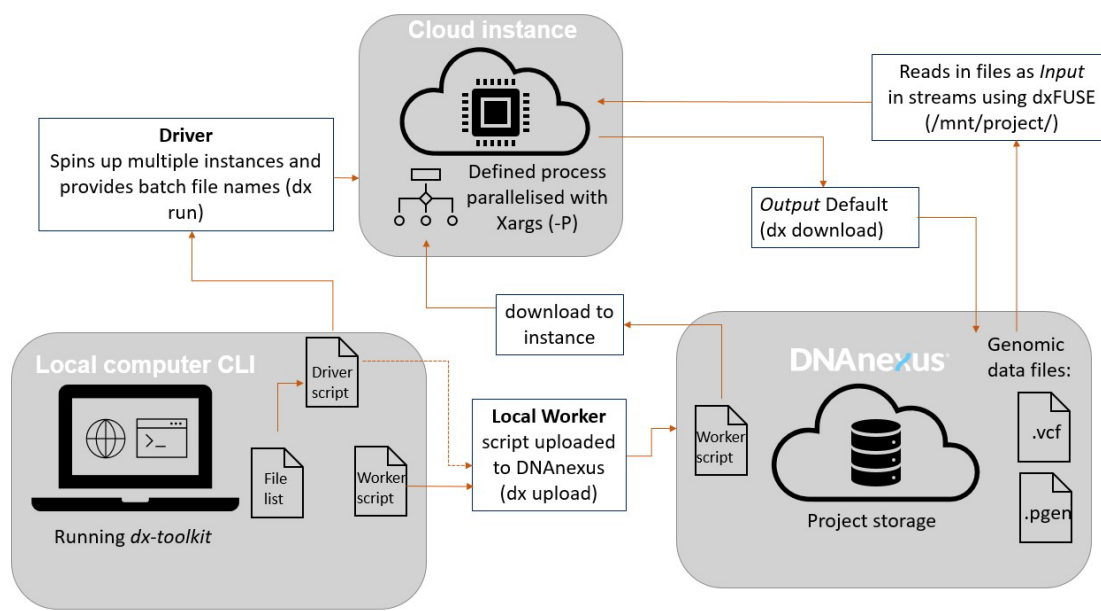 Cloud instance
Reads in files as Input
in streams using dxFUSE
(/mnt/project/)
Driver
Spins up multiple instances and
provides batch file names (dx
run)
Defined process
parallelised with
Xargs (-P)
Output Default
(dx download)
download to
instance
Local computer CLI
Driver
script
File
list
Worker
script
Running dx-toolkit
Local Worker
script uploaded
to DNAnexus
(dx upload)
DNAnexus
Worker
script
Project storage
Genomic
data files:
.vcf
.pgen